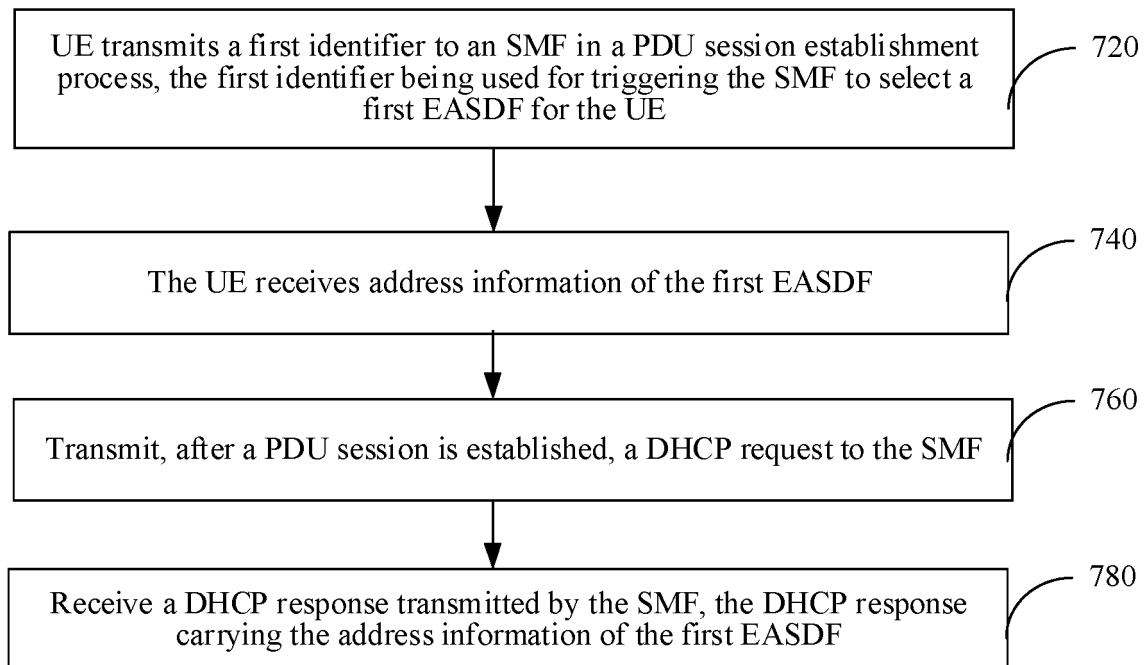 UE transmits a first identifier to an SMF in a PDU session establishment
process, the first identifier being used for triggering the SMF to select a
first EASDF for the UE
720
The UE receives address information of the first EASDF
740
Transmit, after a PDU session is established, a DHCP request to the SMF
760
Receive a DHCP response transmitted by the SMF, the DHCP response
carrying the address information of the first EASDF
780